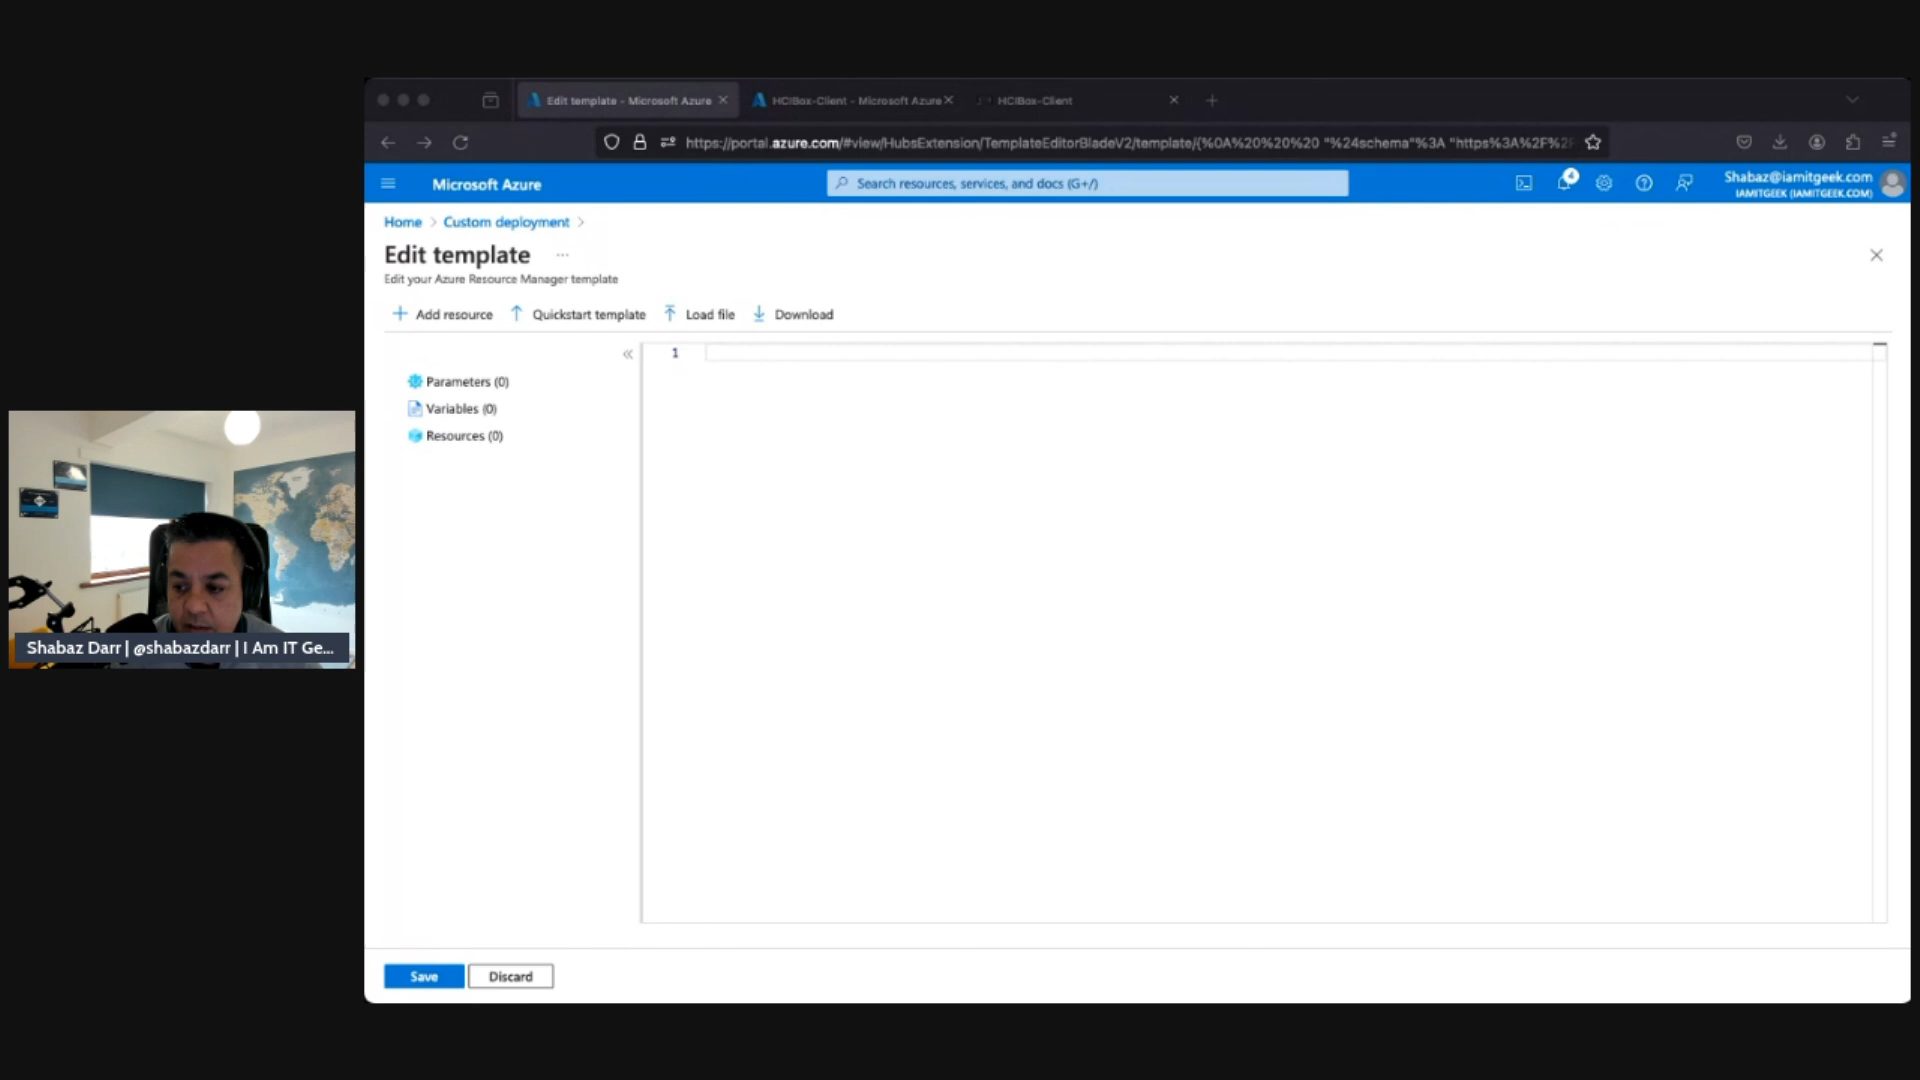 Edit template - Microsoft Azure
HCIBox-Client - Microsoft Azure
HCIBox-Client
https://portal.azure.com/#view/HubsExtension/TemplateEditorBladeV2/template/{%0A%20%20%20 "%24schema"%3A "https%3A%2F%2F
Microsoft Azure
Search resources, services, and docs (G+/)
4
Shabaz@iamitgeek.com
IAMITGEEK (IAMITGEEK.COM)
Home > Custom deployment >
Edit template ...
Edit your Azure Resource Manager template
Add resource
Quickstart template
Load file
Download
1
Parameters (0)
Variables (0)
Resources (0)
Shabaz Darr | @shabazdarr | I Am IT Ge...
Save
Discard